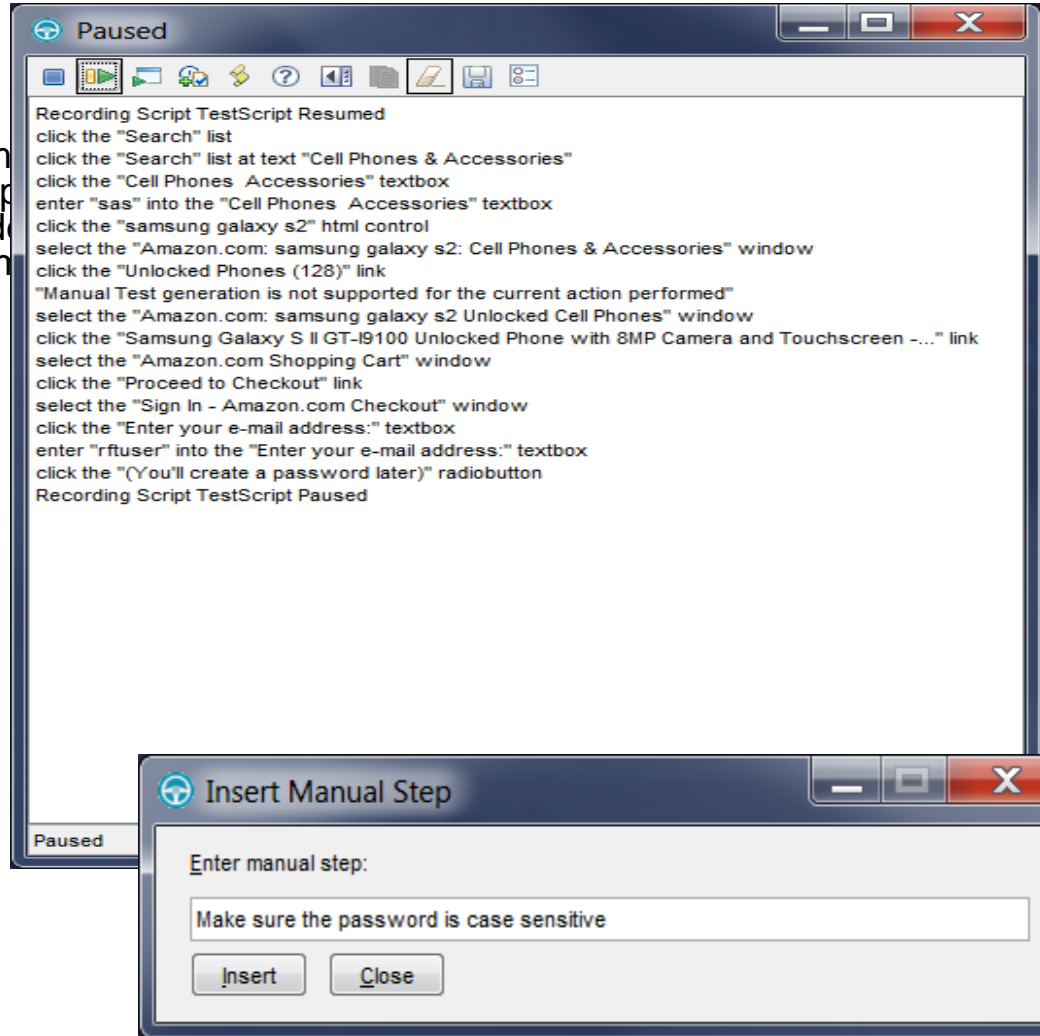 Paused
Recording Script TestScript Resumed
click the "Search" list
click the "Search" list at text "Cell Phones & Accessories"
click the "Cell Phones  Accessories" textbox
enter "sas" into the "Cell Phones  Accessories" textbox
click the "samsung galaxy s2" html control
select the "Amazon.com: samsung galaxy s2: Cell Phones & Accessories" window
click the "Unlocked Phones (128)" link
"Manual Test generation is not supported for the current action performed"
select the "Amazon.com: samsung galaxy s2 Unlocked Cell Phones" window
click the "Samsung Galaxy S II GT-I9100 Unlocked Phone with 8MP Camera and Touchscreen -..." link
select the "Amazon.com Shopping Cart" window
click the "Proceed to Checkout" link
select the "Sign In - Amazon.com Checkout" window
click the "Enter your e-mail address:" textbox
enter "rftuser" into the "Enter your e-mail address:" textbox
click the "(You'll create a password later)" radiobutton
Recording Script TestScript Paused
Paused
Insert Manual Step
Enter manual step:
Make sure the password is case sensitive
Insert Close